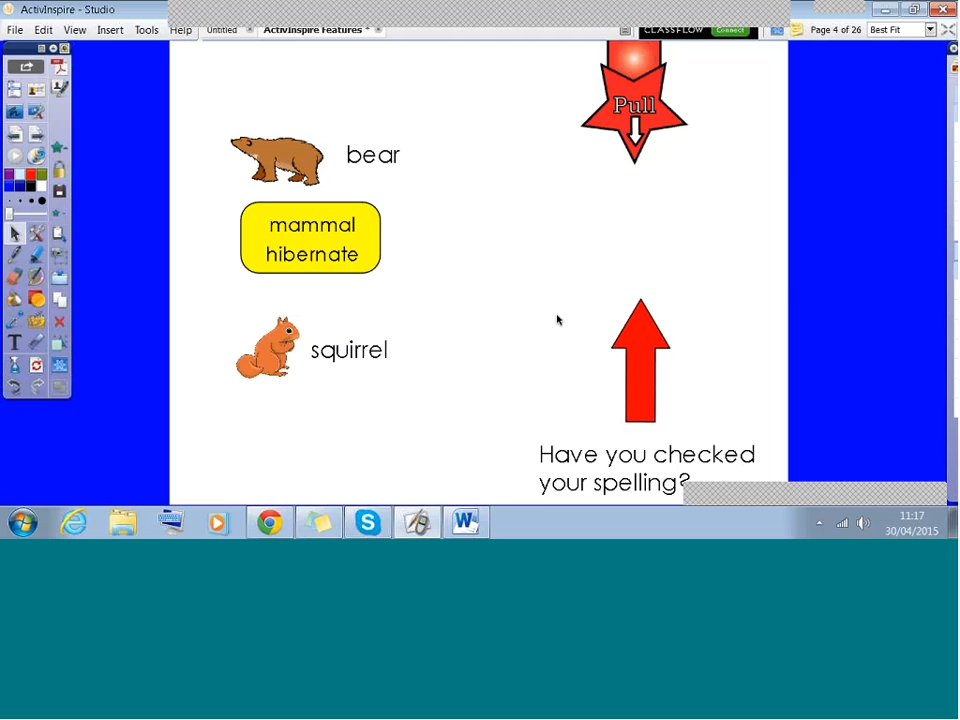 ActivInspire - Studio
File Edit View Insert Tools Help
Untitled ActivInspire Features *
CLASSFLOW Connect
Page 4 of 26 Best Fit
Pull
bear
mammal
hibernate
squirrel
Have you checked
your spelling?
11:17
30/04/2015